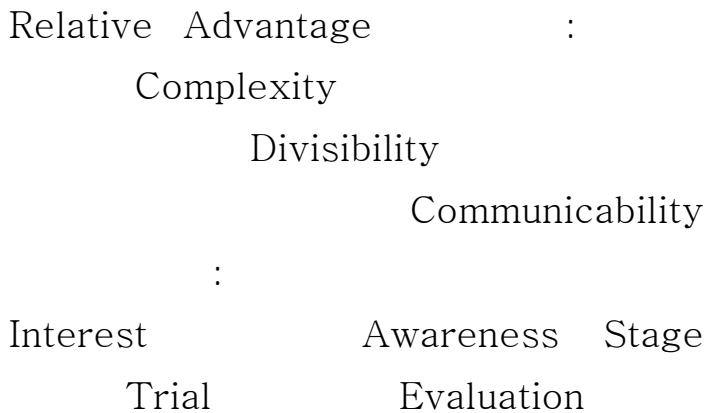 Relative Advantage :
Complexity
Divisibility
Communicability
:
Interest Awareness Stage
Trial Evaluation